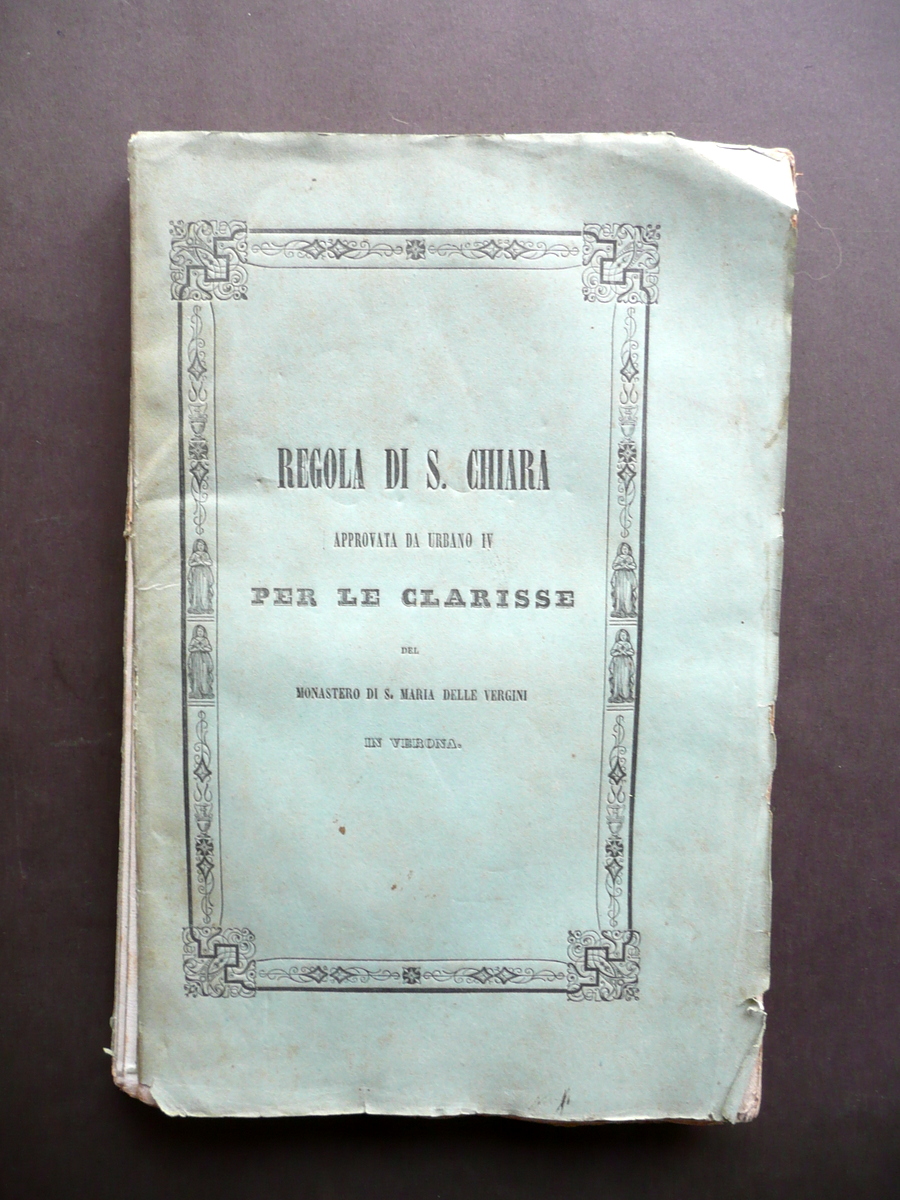 REGOLA DI S. CHIARA
APPROVATA DA URBANO IV
PER LE CLARISSE
DEL
MONASTERO DI S. MARIA DELLE VERGINI
IN VERONA.